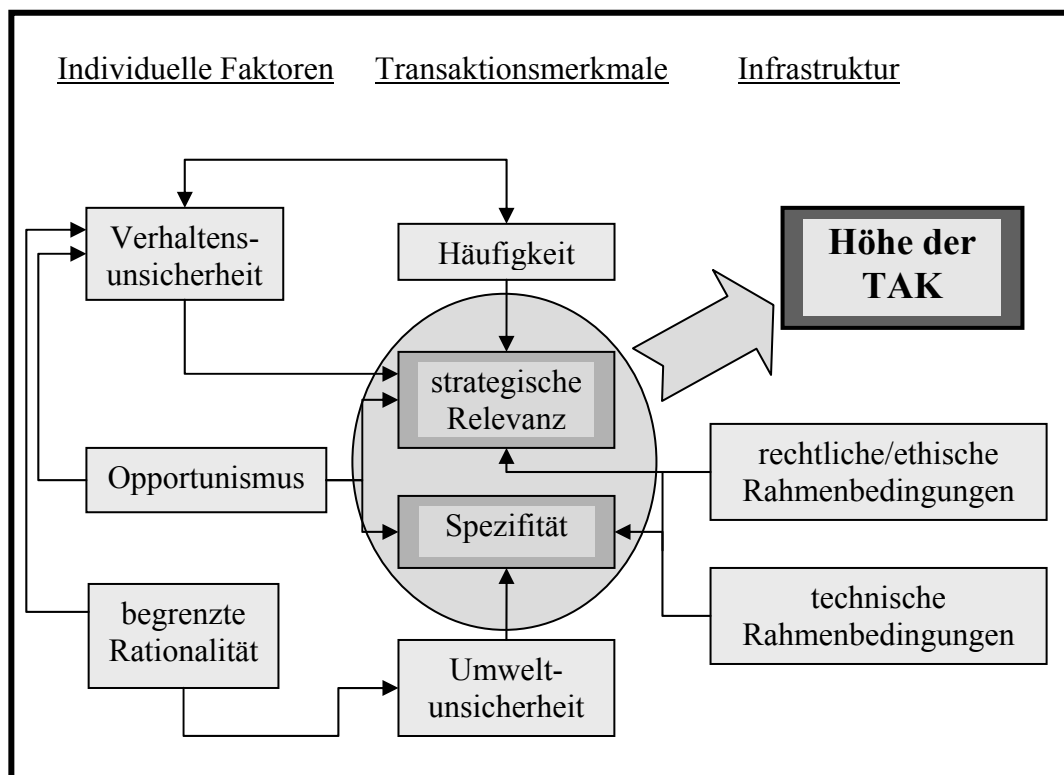 Individuelle Faktoren
Transaktionsmerkmale
Infrastruktur
Verhaltens-
unsicherheit
Häufigkeit
Höhe der
TAK
strategische
Relevanz
Opportunismus
rechtliche/ethische
Rahmenbedingungen
Spezifität
begrenzte
Rationalität
technische
Rahmenbedingungen
Umwelt-
unsicherheit